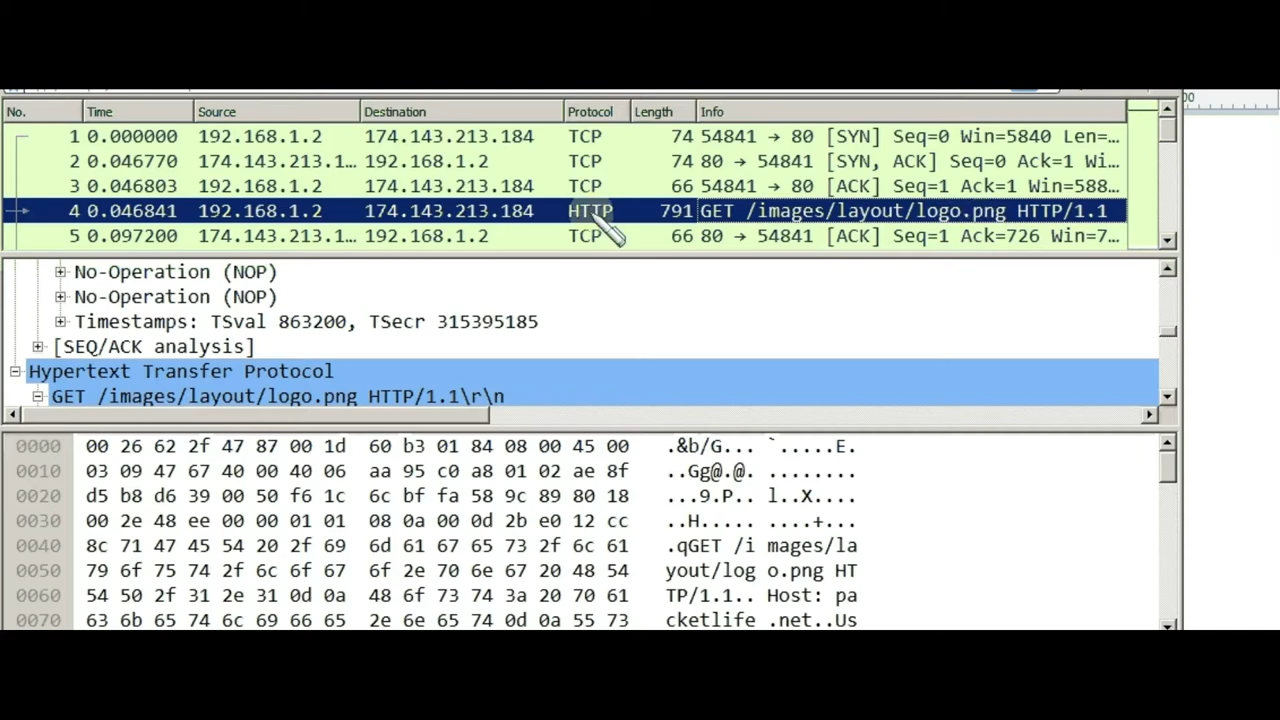 No. Time Source Destination Protocol Length Info
1 0.000000 192.168.1.2 174.143.213.184 TCP 74 54841 → 80 [SYN] Seq=0 Win=5840 Len=…
2 0.046770 174.143.213.1… 192.168.1.2 TCP 74 80 → 54841 [SYN, ACK] Seq=0 Ack=1 Wi…
3 0.046803 192.168.1.2 174.143.213.184 TCP 66 54841 → 80 [ACK] Seq=1 Ack=1 Win=588…
4 0.046841 192.168.1.2 174.143.213.184 HTTP 791 GET /images/layout/logo.png HTTP/1.1
5 0.097200 174.143.213.1… 192.168.1.2 TCP 66 80 → 54841 [ACK] Seq=1 Ack=726 Win=7…
No-Operation (NOP)
No-Operation (NOP)
Timestamps: TSval 863200, TSecr 315395185
[SEQ/ACK analysis]
Hypertext Transfer Protocol
GET /images/layout/logo.png HTTP/1.1\r\n
0000 00 26 62 2f 47 87 00 1d 60 b3 01 84 08 00 45 00 .&b/G... `.....E.
0010 03 09 47 67 40 00 40 06 aa 95 c0 a8 01 02 ae 8f ..Gg@.@. ........
0020 d5 b8 d6 39 00 50 f6 1c 6c bf fa 58 9c 89 80 18 ...9.P.. l..X....
0030 00 2e 48 ee 00 00 01 01 08 0a 00 0d 2b e0 12 cc ..H..... ....+...
0040 8c 71 47 45 54 20 2f 69 6d 61 67 65 73 2f 6c 61 .qGET /i mages/la
0050 79 6f 75 74 2f 6c 6f 67 6f 2e 70 6e 67 20 48 54 yout/log o.png HT
0060 54 50 2f 31 2e 31 0d 0a 48 6f 73 74 3a 20 70 61 TP/1.1.. Host: pa
0070 63 6b 65 74 6c 69 66 65 2e 6e 65 74 0d 0a 55 73 cketlife .net..Us